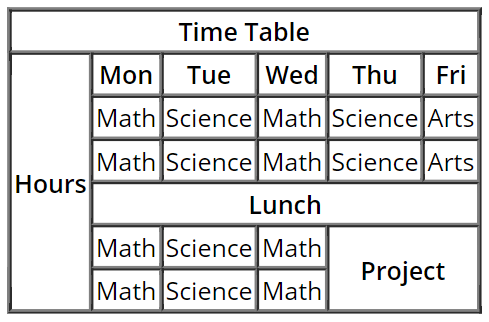 Time Table
Hours Mon Tue Wed Thu Fri
Math Science Math Science Arts
Math Science Math Science Arts
Lunch
Math Science Math Project
Math Science Math